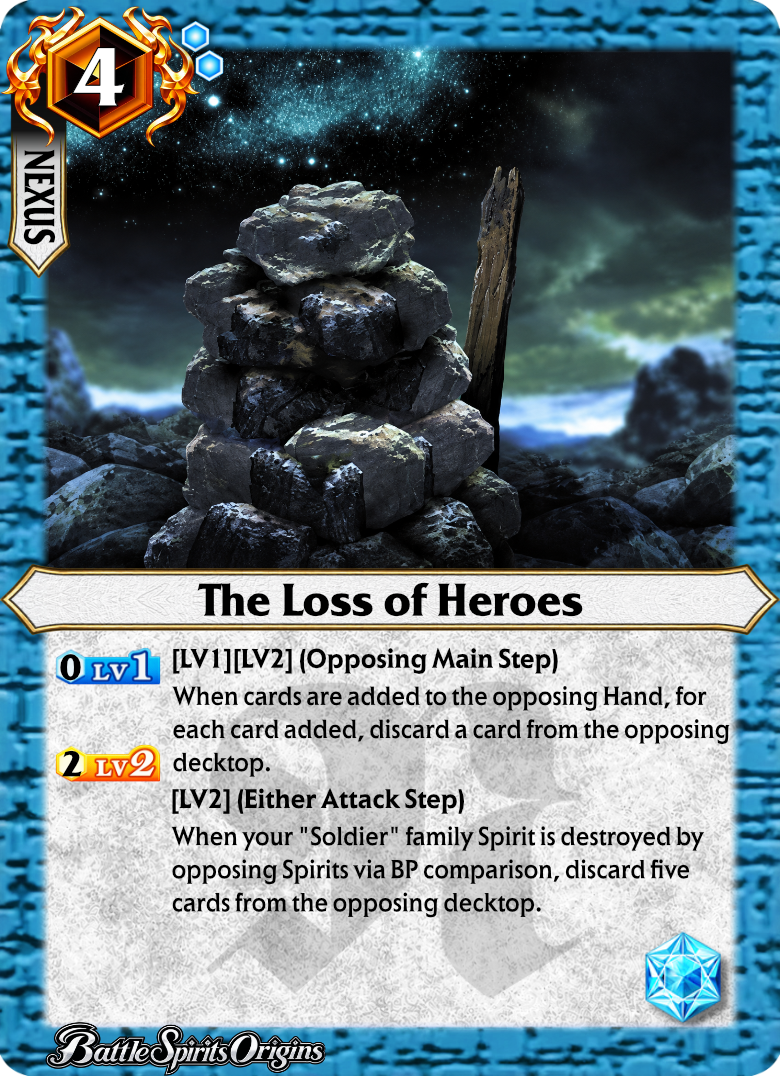 4
NEXUS
The Loss of Heroes
0 LV1
[LV1][LV2] (Opposing Main Step)
When cards are added to the opposing Hand, for
each card added, discard a card from the opposing
decktop.
2 LV2
[LV2] (Either Attack Step)
When your "Soldier" family Spirit is destroyed by
opposing Spirits via BP comparison, discard five
cards from the opposing decktop.
R
Battle Spirits Origins